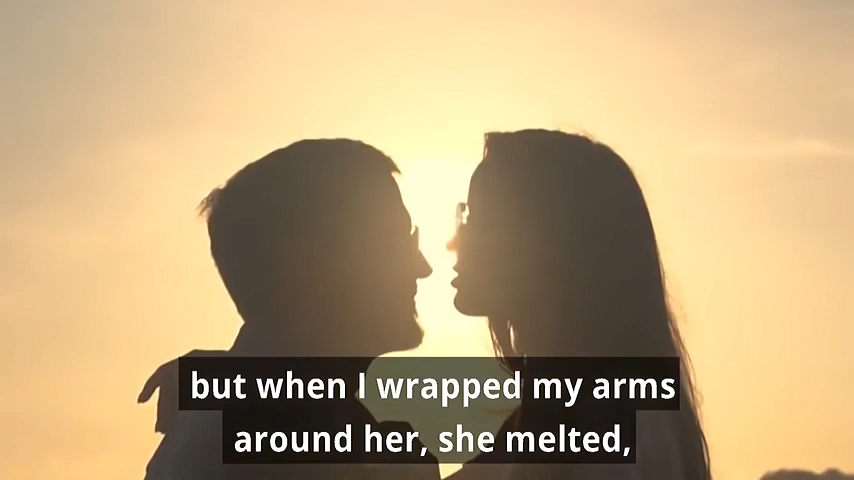 but when I wrapped my arms
around her, she melted,